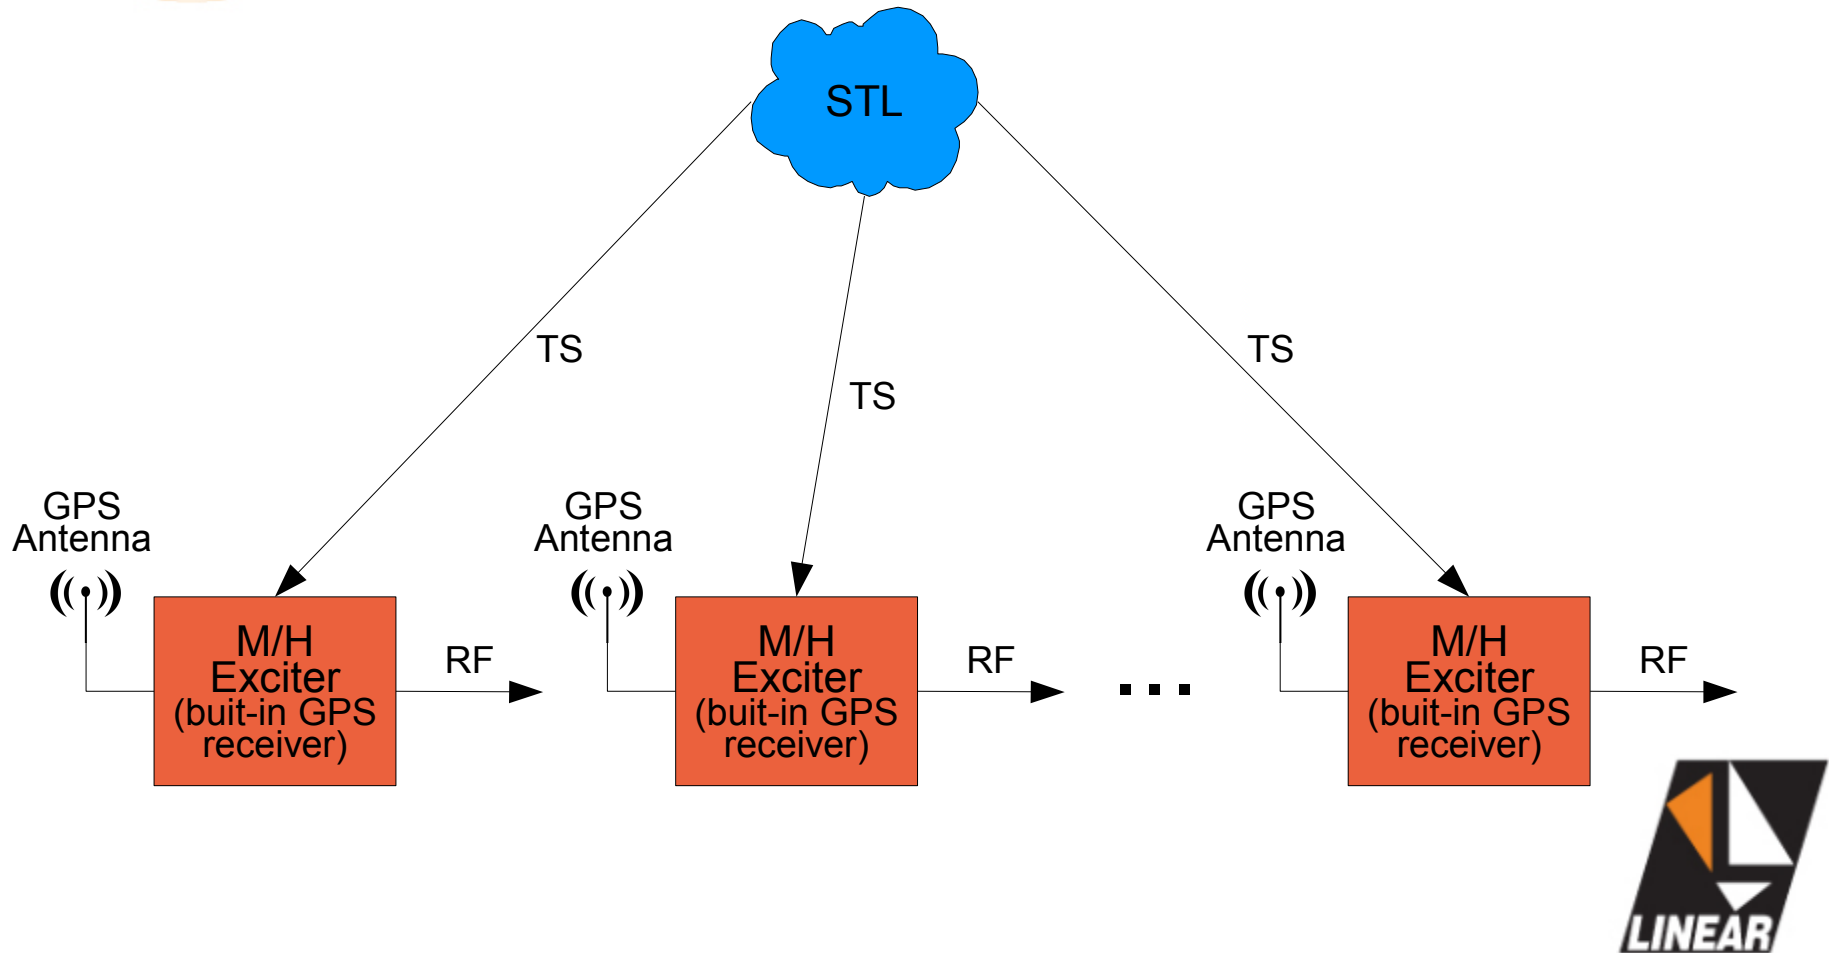 STL
TS
TS
TS
GPS
Antenna
GPS
Antenna
GPS
Antenna
M/H
Exciter
(buit-in GPS
receiver)
RF
M/H
Exciter
(buit-in GPS
receiver)
RF
...
M/H
Exciter
(buit-in GPS
receiver)
RF
LINEAR